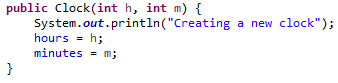 public Clock(int h, int m) {
    System.out.println("Creating a new clock");
    hours = h;
    minutes = m;
}